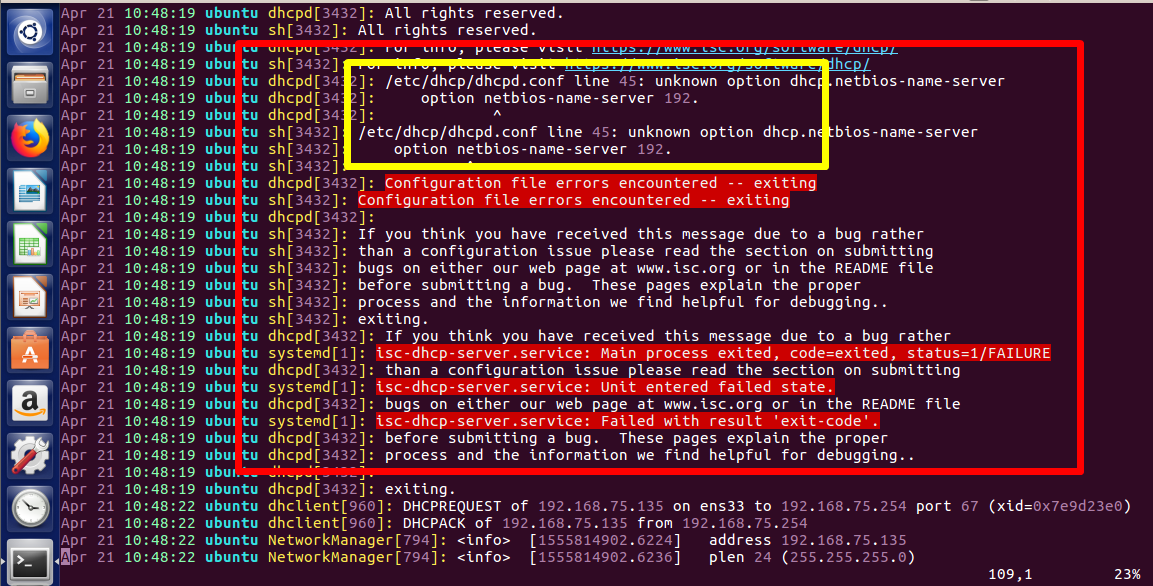 Apr 21 10:48:19 ubuntu dhcpd[3432]: All rights reserved.
Apr 21 10:48:19 ubuntu sh[3432]: All rights reserved.
Apr 21 10:48:19 ubuntu dhcpd[3432]: For info, please visit https://www.isc.org/software/dhcp/
Apr 21 10:48:19 ubuntu sh[3432]: For info, please visit https://www.isc.org/software/dhcp/
Apr 21 10:48:19 ubuntu dhcpd[3432]: /etc/dhcp/dhcpd.conf line 45: unknown option dhcp.netbios-name-server
Apr 21 10:48:19 ubuntu dhcpd[3432]:     option netbios-name-server 192.
Apr 21 10:48:19 ubuntu dhcpd[3432]:             ^
Apr 21 10:48:19 ubuntu sh[3432]: /etc/dhcp/dhcpd.conf line 45: unknown option dhcp.netbios-name-server
Apr 21 10:48:19 ubuntu sh[3432]:     option netbios-name-server 192.
Apr 21 10:48:19 ubuntu sh[3432]:             ^
Apr 21 10:48:19 ubuntu dhcpd[3432]: Configuration file errors encountered -- exiting
Apr 21 10:48:19 ubuntu sh[3432]: Configuration file errors encountered -- exiting
Apr 21 10:48:19 ubuntu dhcpd[3432]:
Apr 21 10:48:19 ubuntu sh[3432]: If you think you have received this message due to a bug rather
Apr 21 10:48:19 ubuntu sh[3432]: than a configuration issue please read the section on submitting
Apr 21 10:48:19 ubuntu sh[3432]: bugs on either our web page at www.isc.org or in the README file
Apr 21 10:48:19 ubuntu sh[3432]: before submitting a bug.  These pages explain the proper
Apr 21 10:48:19 ubuntu sh[3432]: process and the information we find helpful for debugging..
Apr 21 10:48:19 ubuntu sh[3432]: exiting.
Apr 21 10:48:19 ubuntu dhcpd[3432]: If you think you have received this message due to a bug rather
Apr 21 10:48:19 ubuntu systemd[1]: isc-dhcp-server.service: Main process exited, code=exited, status=1/FAILURE
Apr 21 10:48:19 ubuntu dhcpd[3432]: than a configuration issue please read the section on submitting
Apr 21 10:48:19 ubuntu systemd[1]: isc-dhcp-server.service: Unit entered failed state.
Apr 21 10:48:19 ubuntu dhcpd[3432]: bugs on either our web page at www.isc.org or in the README file
Apr 21 10:48:19 ubuntu systemd[1]: isc-dhcp-server.service: Failed with result 'exit-code'.
Apr 21 10:48:19 ubuntu dhcpd[3432]: before submitting a bug.  These pages explain the proper
Apr 21 10:48:19 ubuntu dhcpd[3432]: process and the information we find helpful for debugging..
Apr 21 10:48:19 ubuntu dhcpd[3432]:
Apr 21 10:48:19 ubuntu dhcpd[3432]: exiting.
Apr 21 10:48:22 ubuntu dhclient[960]: DHCPREQUEST of 192.168.75.135 on ens33 to 192.168.75.254 port 67 (xid=0x7e9d23e0)
Apr 21 10:48:22 ubuntu dhclient[960]: DHCPACK of 192.168.75.135 from 192.168.75.254
Apr 21 10:48:22 ubuntu NetworkManager[794]: <info>  [1555814902.6224]   address 192.168.75.135
Apr 21 10:48:22 ubuntu NetworkManager[794]: <info>  [1555814902.6236]   plen 24 (255.255.255.0)
109,1 23%